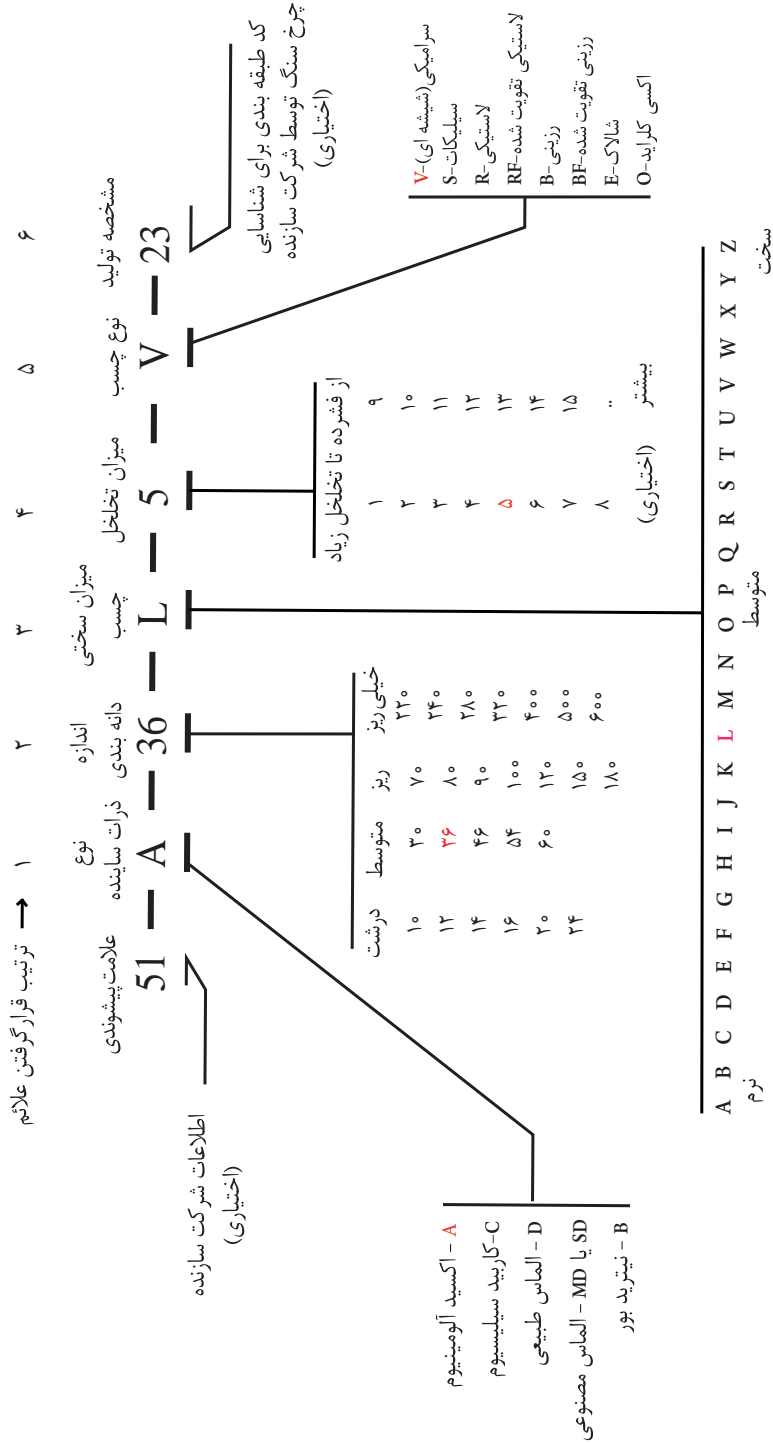 ترتیب قرارگرفتن علائم → ۱ ۲ ۳ ۴ ۵ ۶
علامت پیشوندی
نوع
ذرات ساینده
اندازه
دانه بندی
میزان سختی
چسب
میزان تخلخل
نوع چسب
مشخصه تولید
51 — A — 36 — L — 5 — V — 23
اطلاعات شرکت سازنده
(اختیاری)
کد طبقه بندی برای شناسایی
چرخ سنگ توسط شرکت سازنده
(اختیاری)
A - اکسید آلومینیوم
C-کاربید سیلیسیوم
D - الماس طبیعی
SD یا MD - الماس مصنوعی
B - نیترید بور
درشت متوسط ریز خیلی ریز
۱۰ ۳۰ ۷۰ ۲۲۰
۱۲ ۳۶ ۸۰ ۲۴۰
۱۴ ۴۶ ۹۰ ۲۸۰
۱۶ ۵۴ ۱۰۰ ۳۲۰
۲۰ ۶۰ ۱۲۰ ۴۰۰
۲۴ ۱۵۰ ۵۰۰
۱۸۰ ۶۰۰
از فشرده تا تخلخل زیاد
۱ ۹
۲ ۱۰
۳ ۱۱
۴ ۱۲
۵ ۱۳
۶ ۱۴
۷ ۱۵
۸ ..
(اختیاری) بیشتر
V-سرامیکی(شیشه ای)
S-سیلیکات
R-لاستیکی
RF-لاستیکی تقویت شده
B-رزینی
BF-رزینی تقویت شده
E-شالاک
O-اکسی کلراید
A B C D E F G H I J K L M N O P Q R S T U V W X Y Z
نرم متوسط سخت